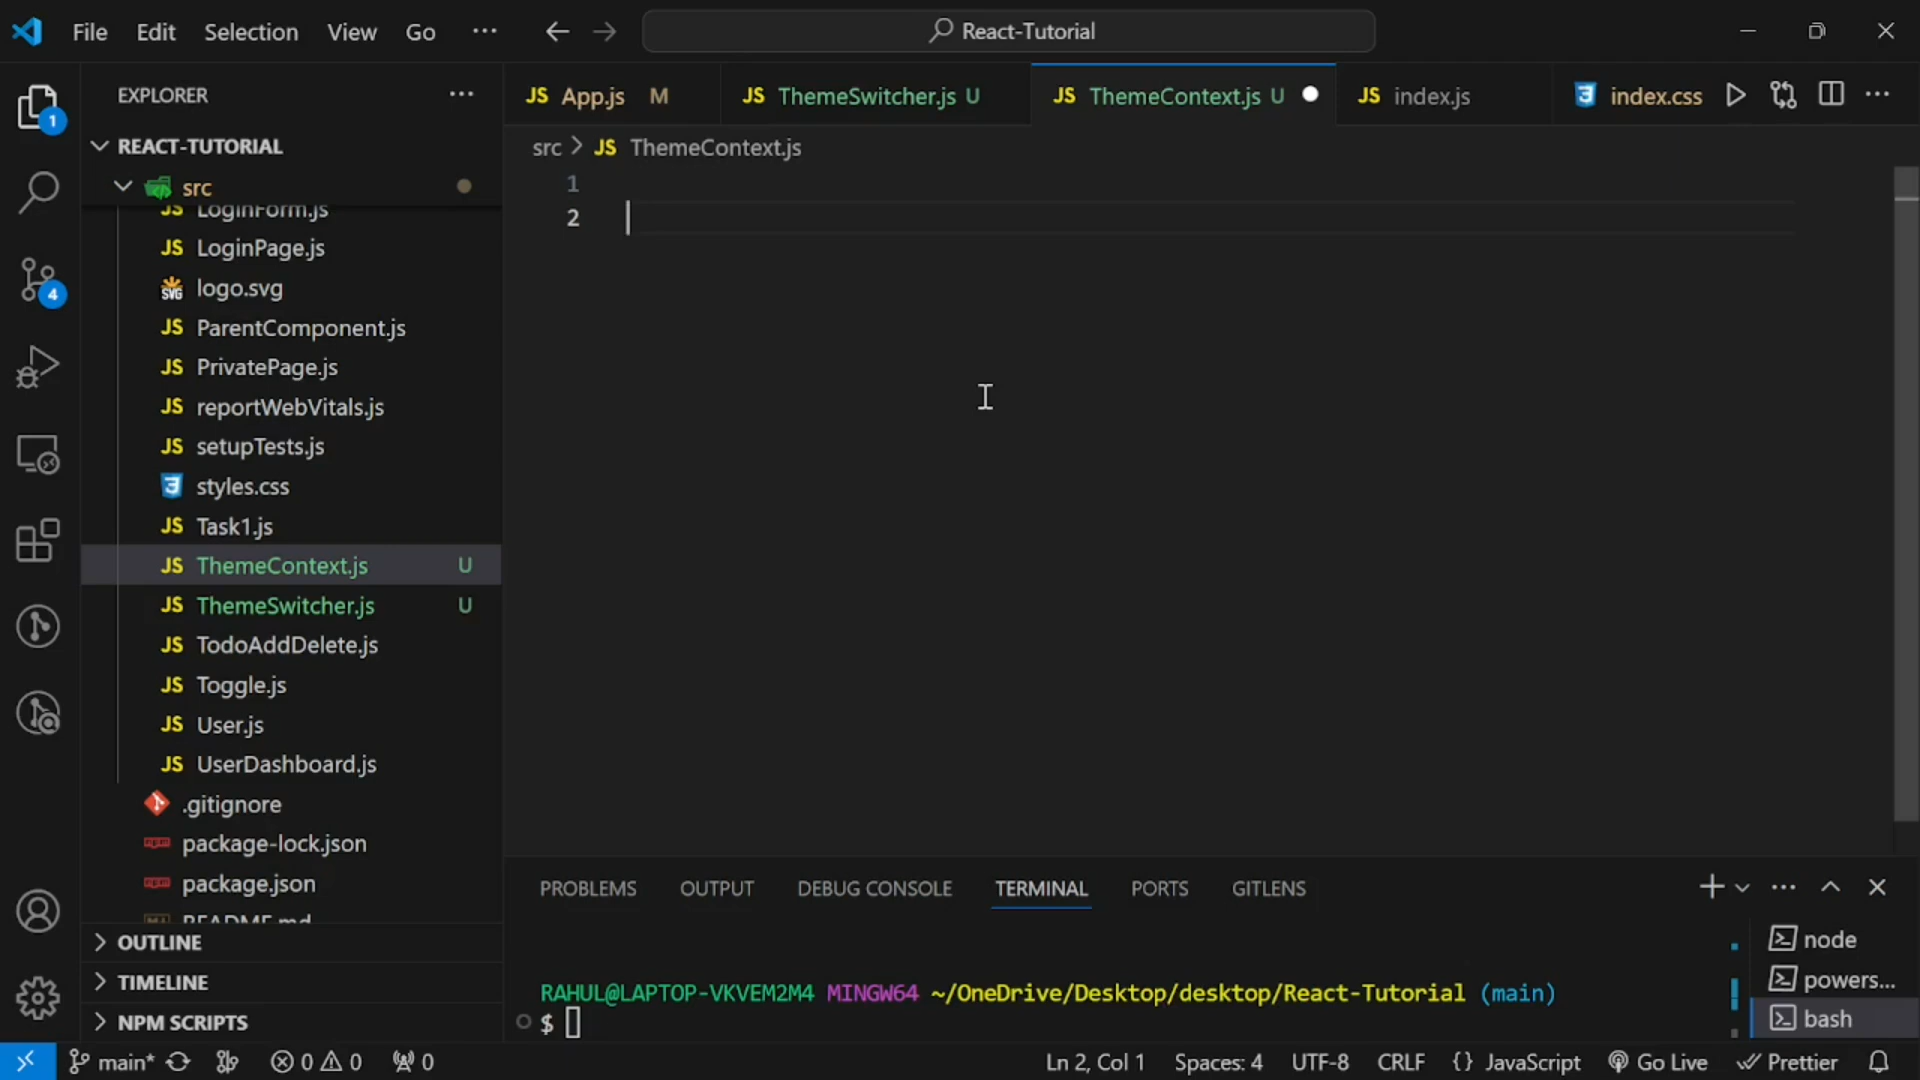 File Edit Selection View Go ··· React-Tutorial
EXPLORER ···
JS App.js M JS ThemeSwitcher.js U JS ThemeContext.js U JS index.js index.css ···
REACT-TUTORIAL
src > JS ThemeContext.js
src
JS LoginForm.js
JS LoginPage.js
SVG logo.svg
JS ParentComponent.js
JS PrivatePage.js
JS reportWebVitals.js
JS setupTests.js
styles.css
JS Task1.js
JS ThemeContext.js U
JS ThemeSwitcher.js U
JS TodoAddDelete.js
JS Toggle.js
JS User.js
JS UserDashboard.js
.gitignore
package-lock.json
package.json
README.md
OUTLINE
TIMELINE
NPM SCRIPTS
1
4
1
2
PROBLEMS OUTPUT DEBUG CONSOLE TERMINAL PORTS GITLENS
RAHUL@LAPTOP-VKVEM2M4 MINGW64 ~/OneDrive/Desktop/desktop/React-Tutorial (main)
$
node
powers...
bash
main* 0 0 0 Ln 2, Col 1 Spaces: 4 UTF-8 CRLF {} JavaScript Go Live Prettier